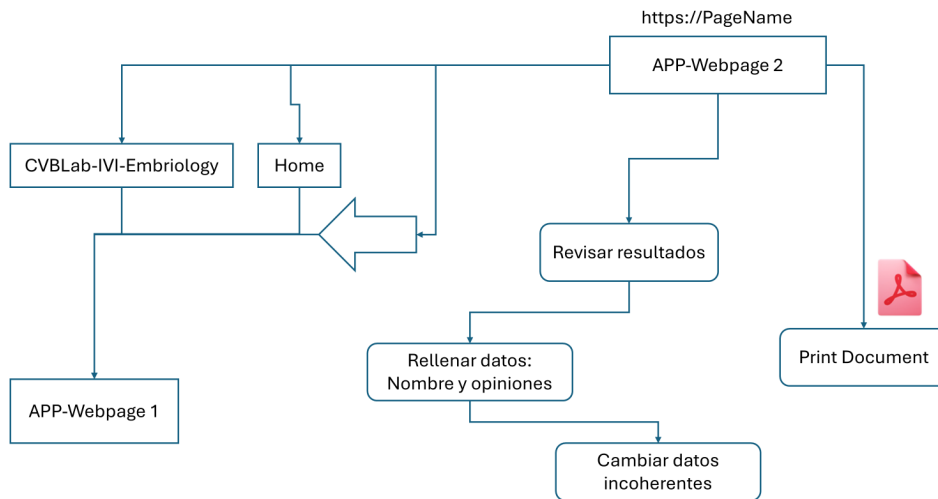 https://PageName
APP-Webpage 2
CVBLab-IVI-Embriology
Home
Revisar resultados
Print Document
Rellenar datos:
Nombre y opiniones
APP-Webpage 1
Cambiar datos
incoherentes